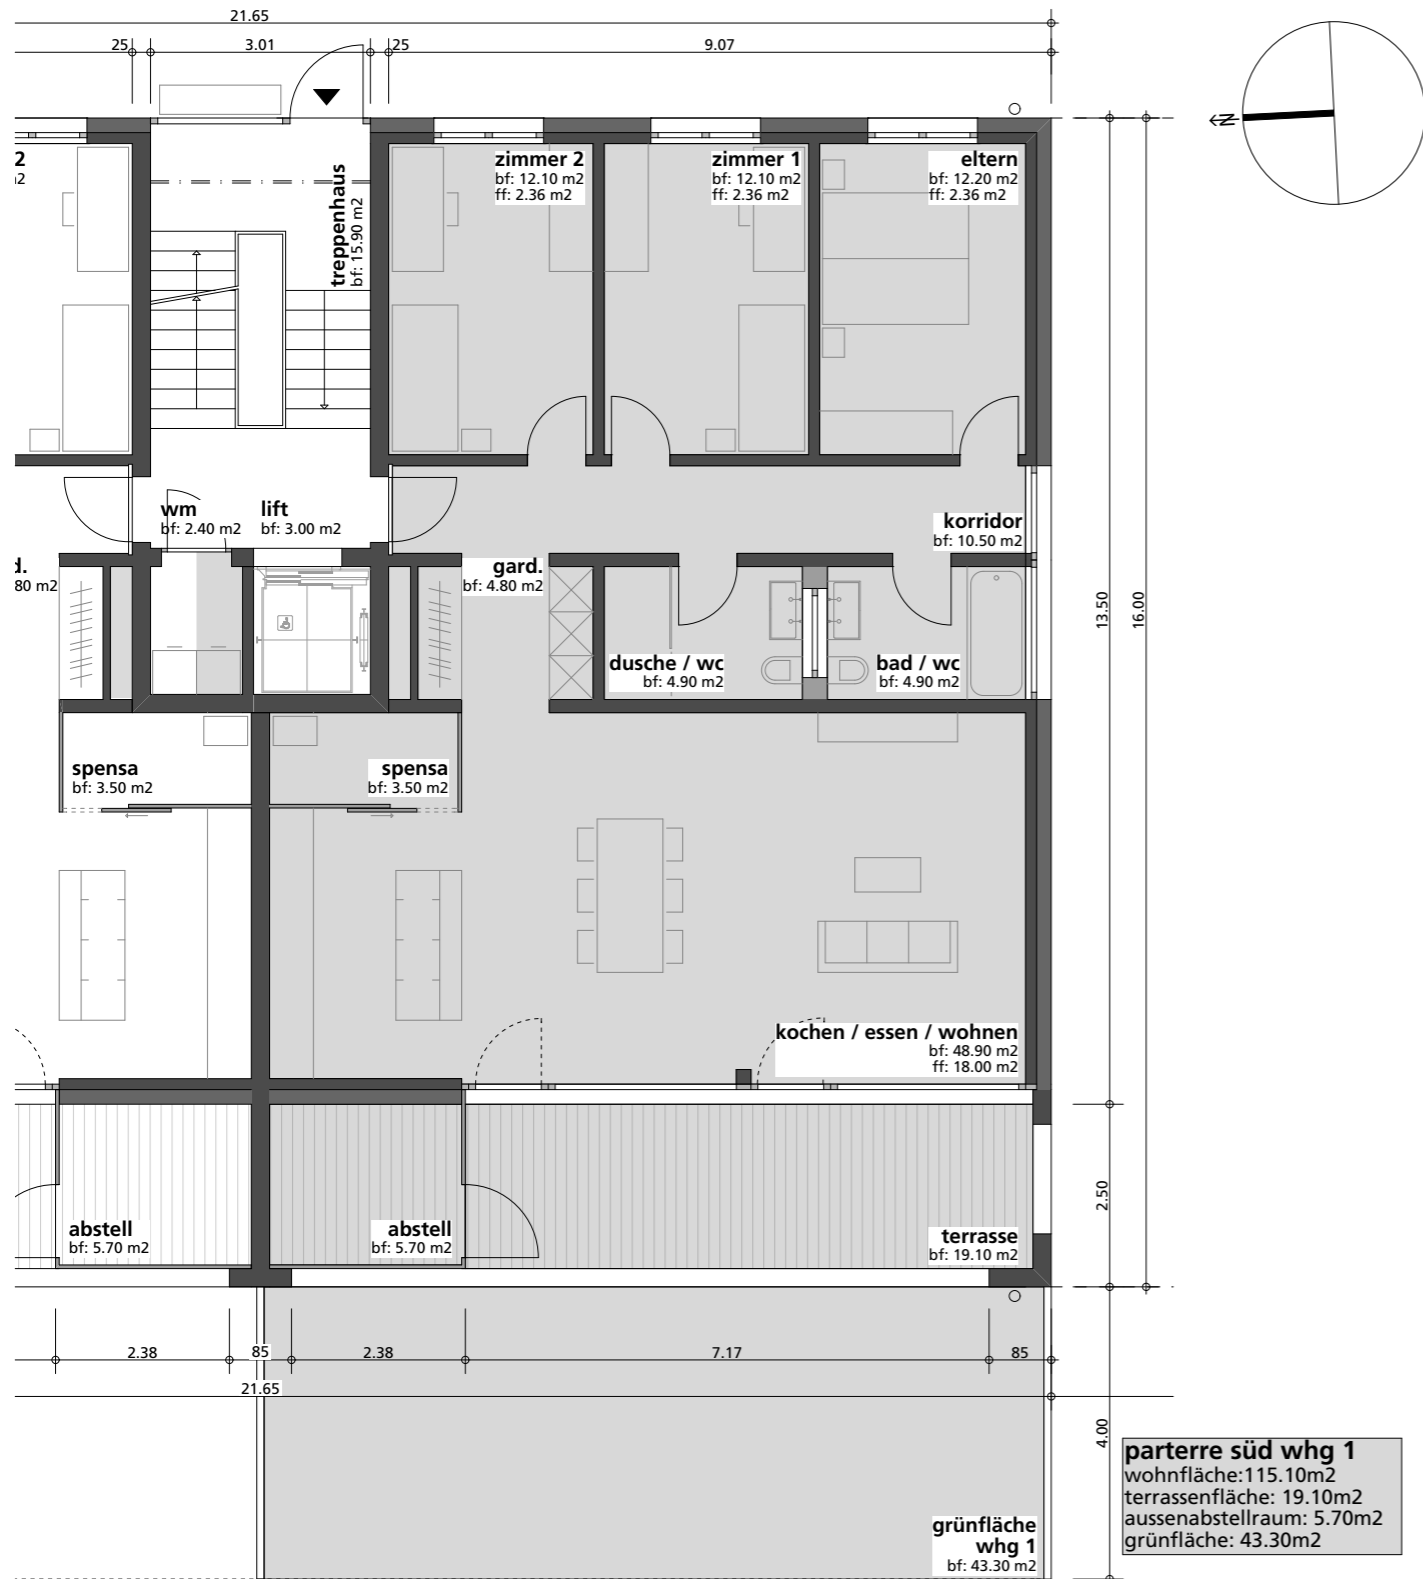 21.65
25
3.01
25
9.07
N
2
zimmer 2
bf: 12.10 m2
ff: 2.36 m2
zimmer 1
bf: 12.10 m2
ff: 2.36 m2
eltern
bf: 12.20 m2
ff: 2.36 m2
treppenhaus
bf: 15.90 m2
wm
bf: 2.40 m2
lift
bf: 3.00 m2
korridor
bf: 10.50 m2
d.
80 m2
gard.
bf: 4.80 m2
dusche / wc
bf: 4.90 m2
bad / wc
bf: 4.90 m2
13.50
16.00
spensa
bf: 3.50 m2
spensa
bf: 3.50 m2
kochen / essen / wohnen
bf: 48.90 m2
ff: 18.00 m2
2.50
abstell
bf: 5.70 m2
abstell
bf: 5.70 m2
terrasse
bf: 19.10 m2
2.38
85
2.38
7.17
85
21.65
4.00
grünfläche
whg 1
bf: 43.30 m2
parterre süd whg 1
wohnfläche:115.10m2
terrassenfläche: 19.10m2
aussenabstellraum: 5.70m2
grünfläche: 43.30m2